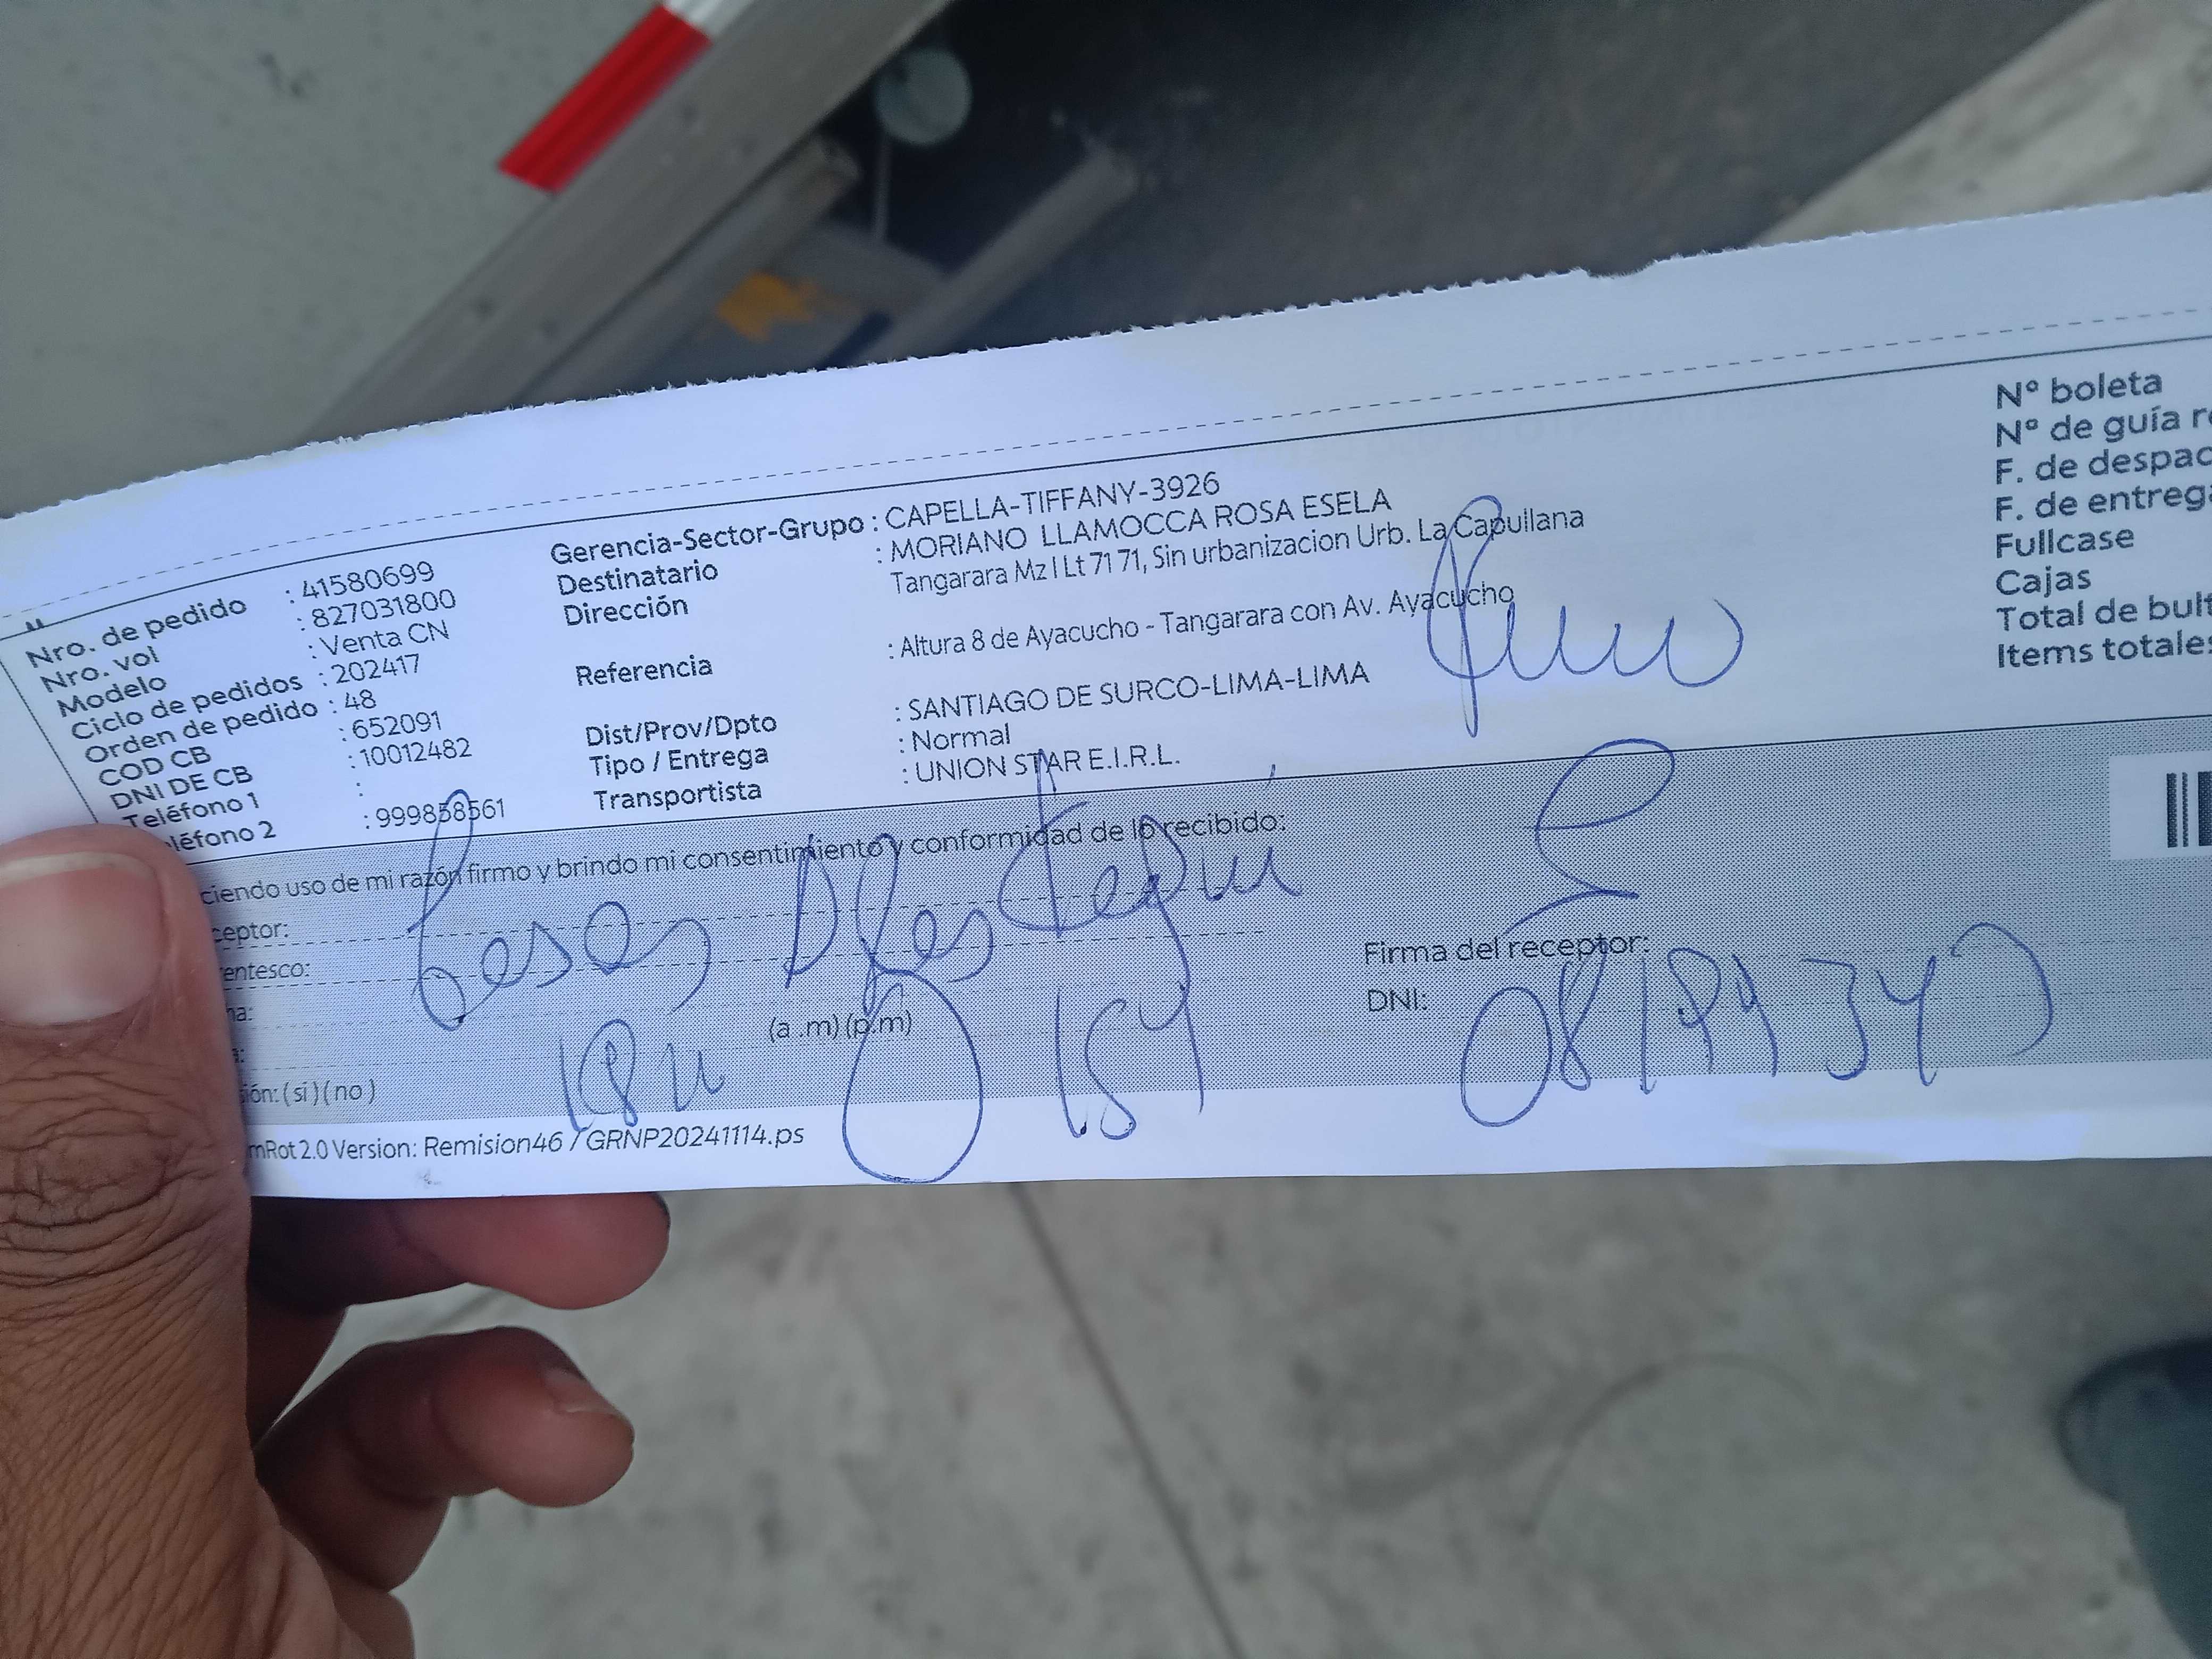 Nro. de pedido : 41580699
Nro. vol : 827031800
Modelo : Venta CN
Ciclo de pedidos : 202417
Orden de pedido : 48
COD CB : 652091
DNI DE CB : 10012482
Teléfono 1 :
léfono 2 : 999858561
Gerencia-Sector-Grupo : CAPELLA-TIFFANY-3926
Destinatario : MORIANO LLAMOCCA ROSA ESELA
Dirección Tangarara Mz I Lt 71 71, Sin urbanizacion Urb. La Capullana
Referencia : Altura 8 de Ayacucho - Tangarara con Av. Ayacucho
Dist/Prov/Dpto : SANTIAGO DE SURCO-LIMA-LIMA
Tipo / Entrega : Normal
Transportista : UNION STAR E.I.R.L.
Nº boleta
Nº de guía r
F. de despac
F. de entrega
Fullcase
Cajas
Total de bult
Items totales
ciendo uso de mi razón firmo y brindo mi consentimiento y conformidad de lo recibido:
ceptor:
entesco:
na:
a: (a .m) (p.m)
sión: ( si ) ( no )
Firma del receptor:
DNI:
mRot 2.0 Version: Remision46 / GRNP20241114.ps